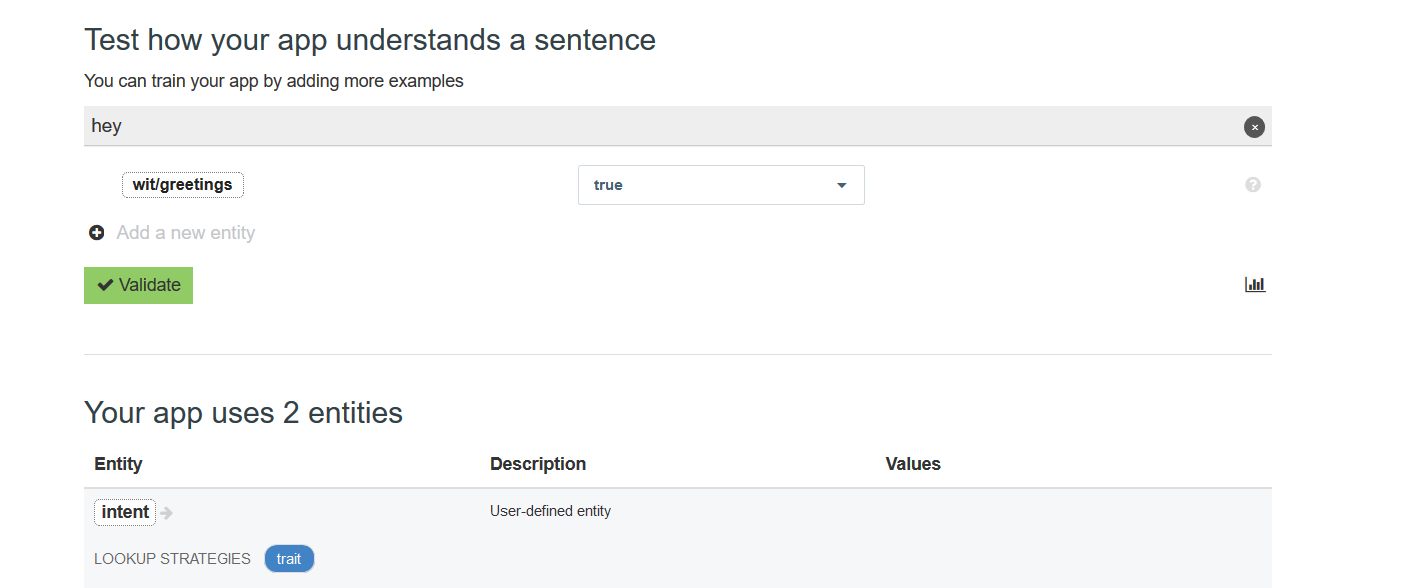 Test how your app understands a sentence
You can train your app by adding more examples
hey
wit/greetings true
Add a new entity
Validate
Your app uses 2 entities
Entity Description Values
intent User-defined entity
LOOKUP STRATEGIES trait